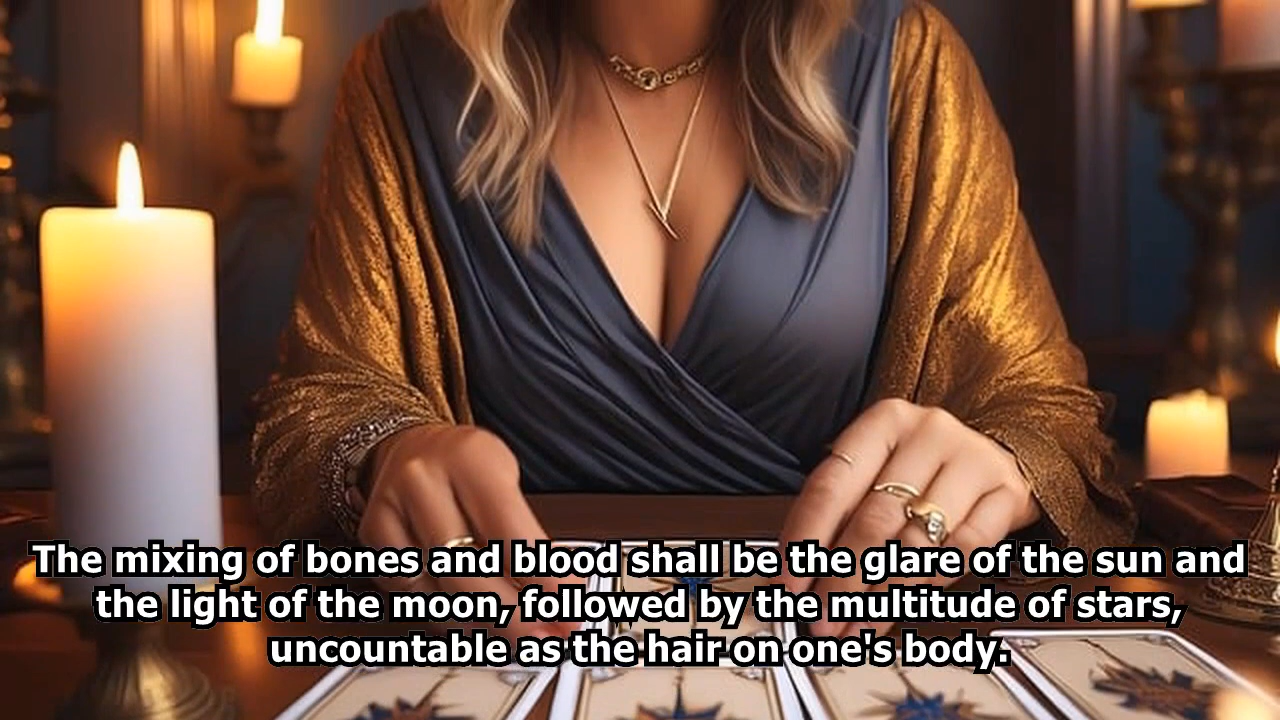 The mixing of bones and blood shall be the glare of the sun and
the light of the moon, followed by the multitude of stars,
uncountable as the hair on one's body.